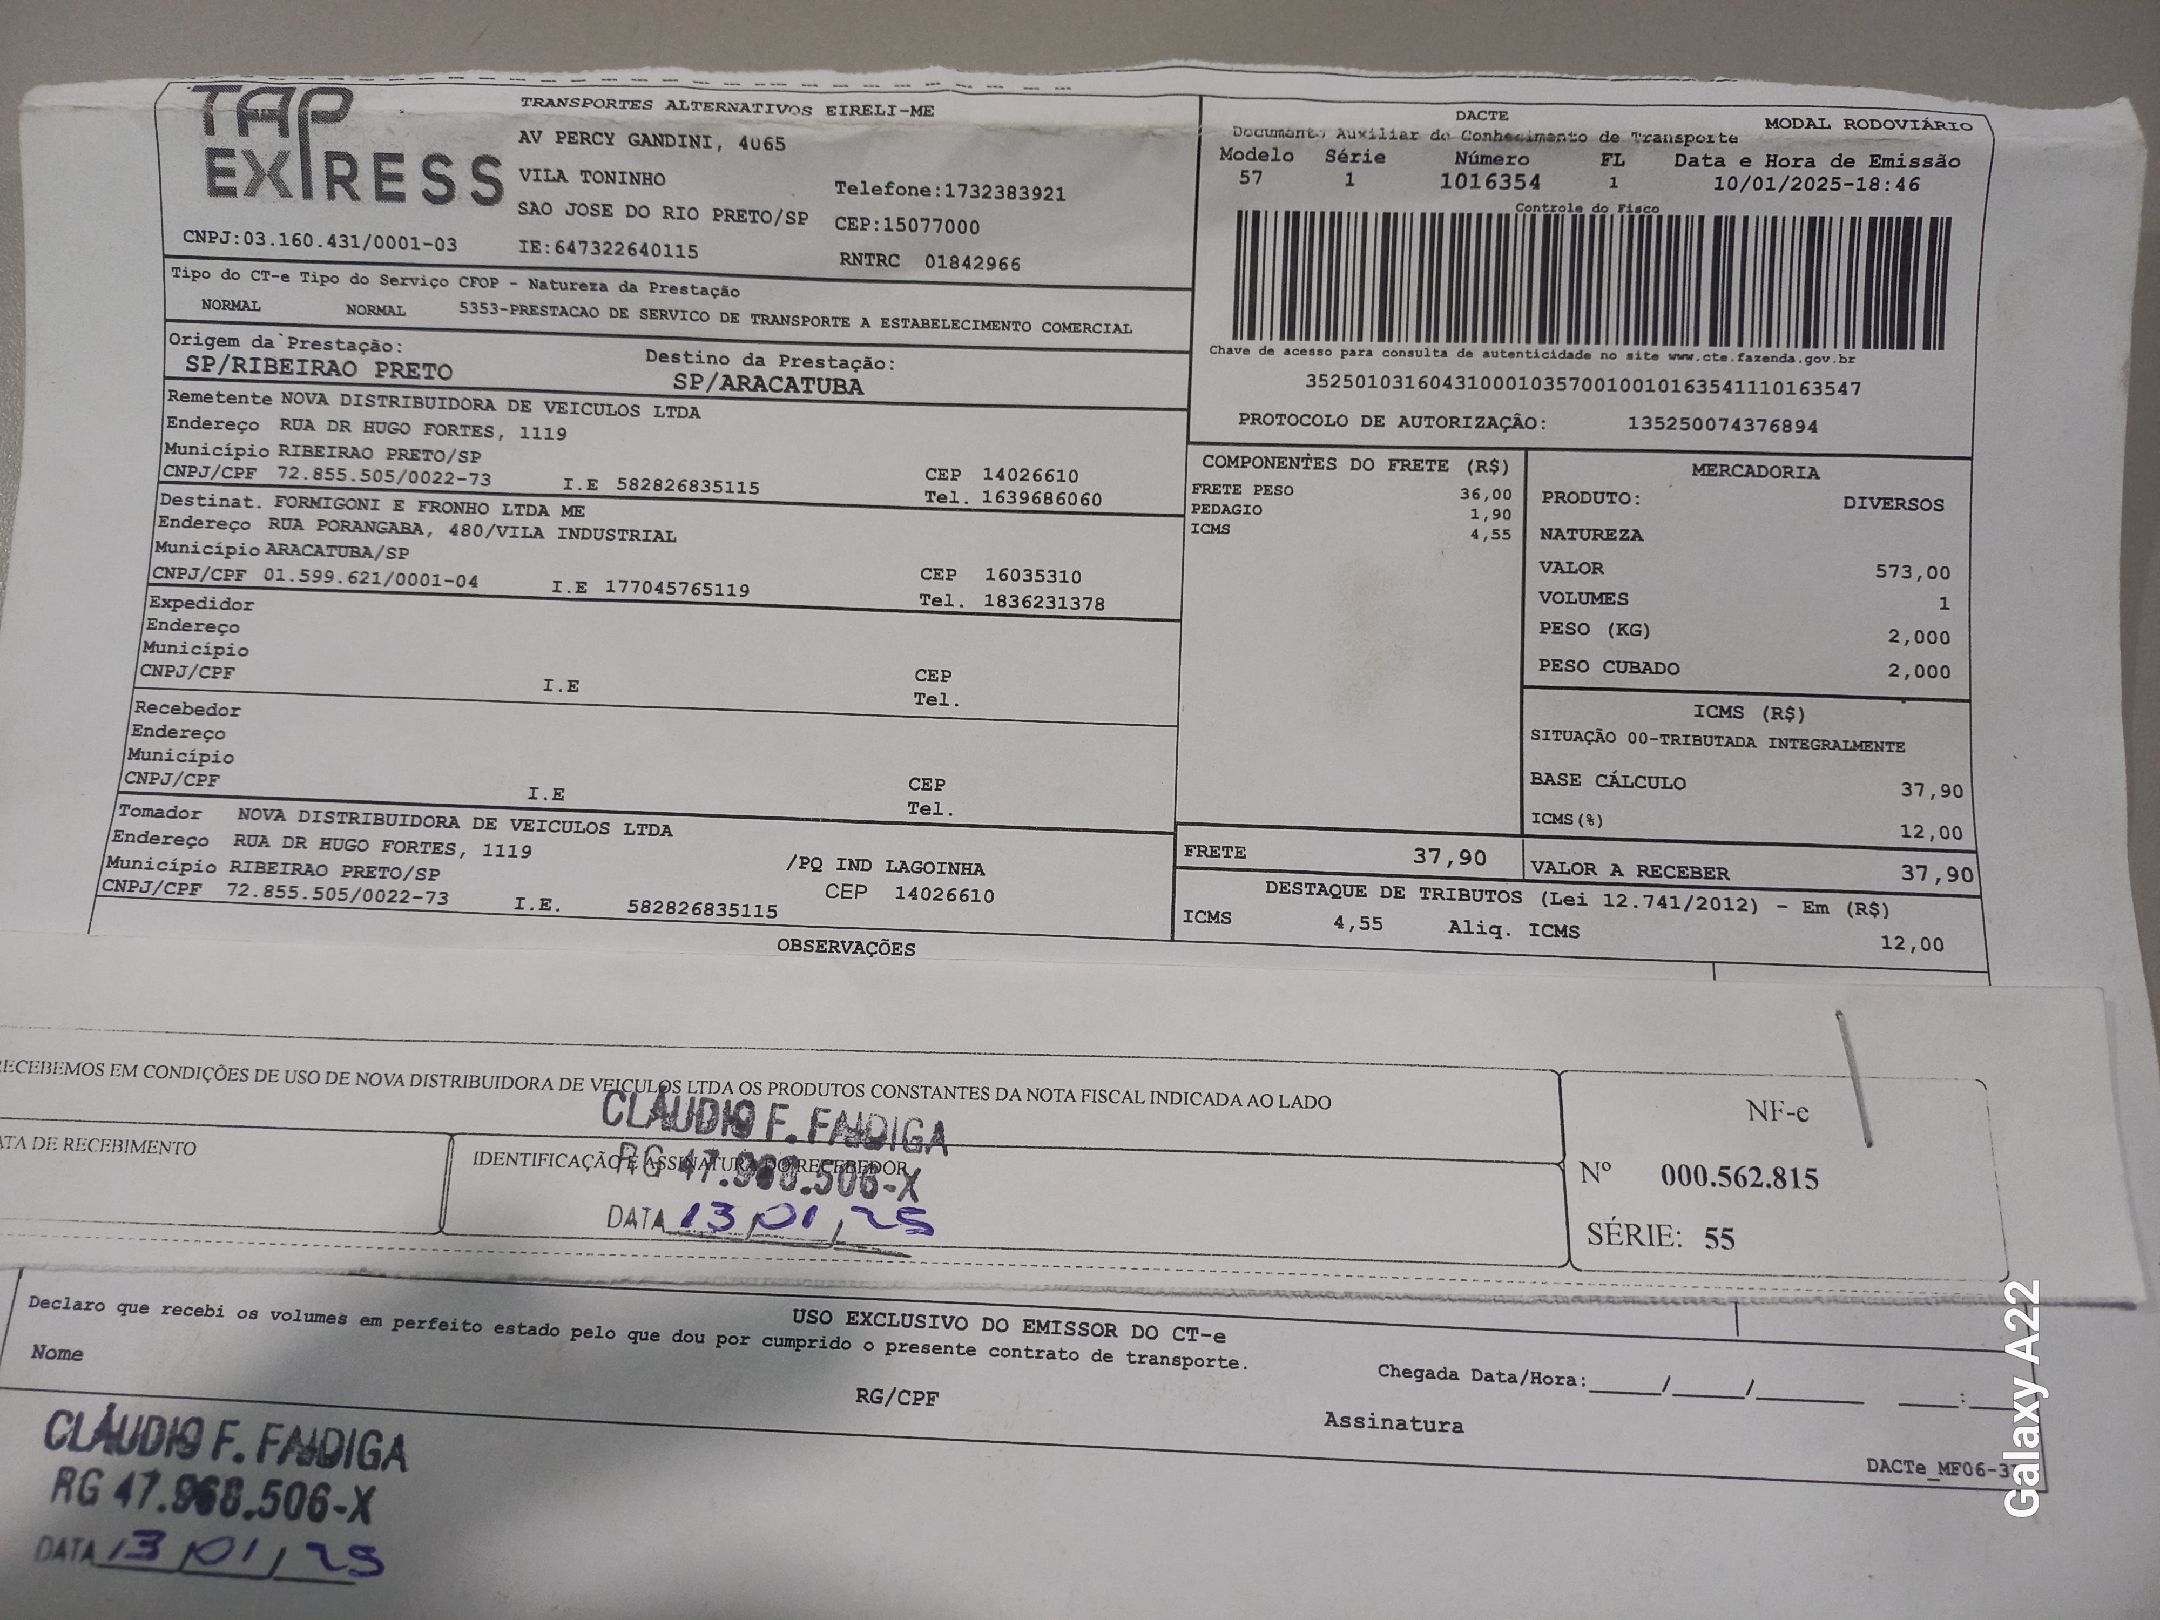 TAP EXPRESS
TRANSPORTES ALTERNATIVOS EIRELI-ME
AV PERCY GANDINI, 4065
VILA TONINHO
Telefone:1732383921
SAO JOSE DO RIO PRETO/SP CEP:15077000
CNPJ:03.160.431/0001-03 IE:647322640115 RNTRC 01842966
Tipo do CT-e Tipo do Serviço CFOP - Natureza da Prestação
NORMAL NORMAL 5353-PRESTACAO DE SERVICO DE TRANSPORTE A ESTABELECIMENTO COMERCIAL
Origem da Prestação: Destino da Prestação:
SP/RIBEIRAO PRETO SP/ARACATUBA
Remetente NOVA DISTRIBUIDORA DE VEICULOS LTDA
Endereço RUA DR HUGO FORTES, 1119
Município RIBEIRAO PRETO/SP CEP 14026610
CNPJ/CPF 72.855.505/0022-73 I.E 582826835115 Tel. 1639686060
Destinat. FORMIGONI E FRONHO LTDA ME
Endereço RUA PORANGABA, 480/VILA INDUSTRIAL
Município ARACATUBA/SP CEP 16035310
CNPJ/CPF 01.599.621/0001-04 I.E 177045765119 Tel. 1836231378
Expedidor
Endereço
Município CEP
CNPJ/CPF I.E Tel.
Recebedor
Endereço
Município CEP
CNPJ/CPF I.E Tel.
Tomador NOVA DISTRIBUIDORA DE VEICULOS LTDA
Endereço RUA DR HUGO FORTES, 1119 /PQ IND LAGOINHA
Município RIBEIRAO PRETO/SP CEP 14026610
CNPJ/CPF 72.855.505/0022-73 I.E. 582826835115
DACTE MODAL RODOVIÁRIO
Documento Auxiliar do Conhecimento de Transporte
Modelo Série Número FL Data e Hora de Emissão
57 1 1016354 1 10/01/2025-18:46
Controle do Fisco
Chave de acesso para consulta de autenticidade no site www.cte.fazenda.gov.br
35250103160431000103570010010163541110163547
PROTOCOLO DE AUTORIZAÇÃO: 135250074376894
COMPONENTES DO FRETE (R$)
FRETE PESO 36,00
PEDAGIO 1,90
ICMS 4,55
MERCADORIA
PRODUTO: DIVERSOS
NATUREZA
VALOR 573,00
VOLUMES 1
PESO (KG) 2,000
PESO CUBADO 2,000
ICMS (R$)
SITUAÇÃO 00-TRIBUTADA INTEGRALMENTE
BASE CÁLCULO 37,90
ICMS(%) 12,00
FRETE 37,90 VALOR A RECEBER 37,90
DESTAQUE DE TRIBUTOS (Lei 12.741/2012) - Em (R$)
ICMS 4,55 Aliq. ICMS 12,00
OBSERVAÇÕES
RECEBEMOS EM CONDIÇÕES DE USO DE NOVA DISTRIBUIDORA DE VEICULOS LTDA OS PRODUTOS CONSTANTES DA NOTA FISCAL INDICADA AO LADO
ATA DE RECEBIMENTO IDENTIFICAÇÃO E ASSINATURA DO RECEBEDOR
CLÁUDIO F. FAIDIGA
RG 47.968.506-X
DATA 13/01/25
NF-e
Nº 000.562.815
SÉRIE: 55
USO EXCLUSIVO DO EMISSOR DO CT-e
Declaro que recebi os volumes em perfeito estado pelo que dou por cumprido o presente contrato de transporte.
Nome RG/CPF Assinatura Chegada Data/Hora:____/____/______ ___:___
DACTe_MF06-3
CLÁUDIO F. FAIDIGA
RG 47.968.506-X
DATA 13/01/25
Galaxy A22